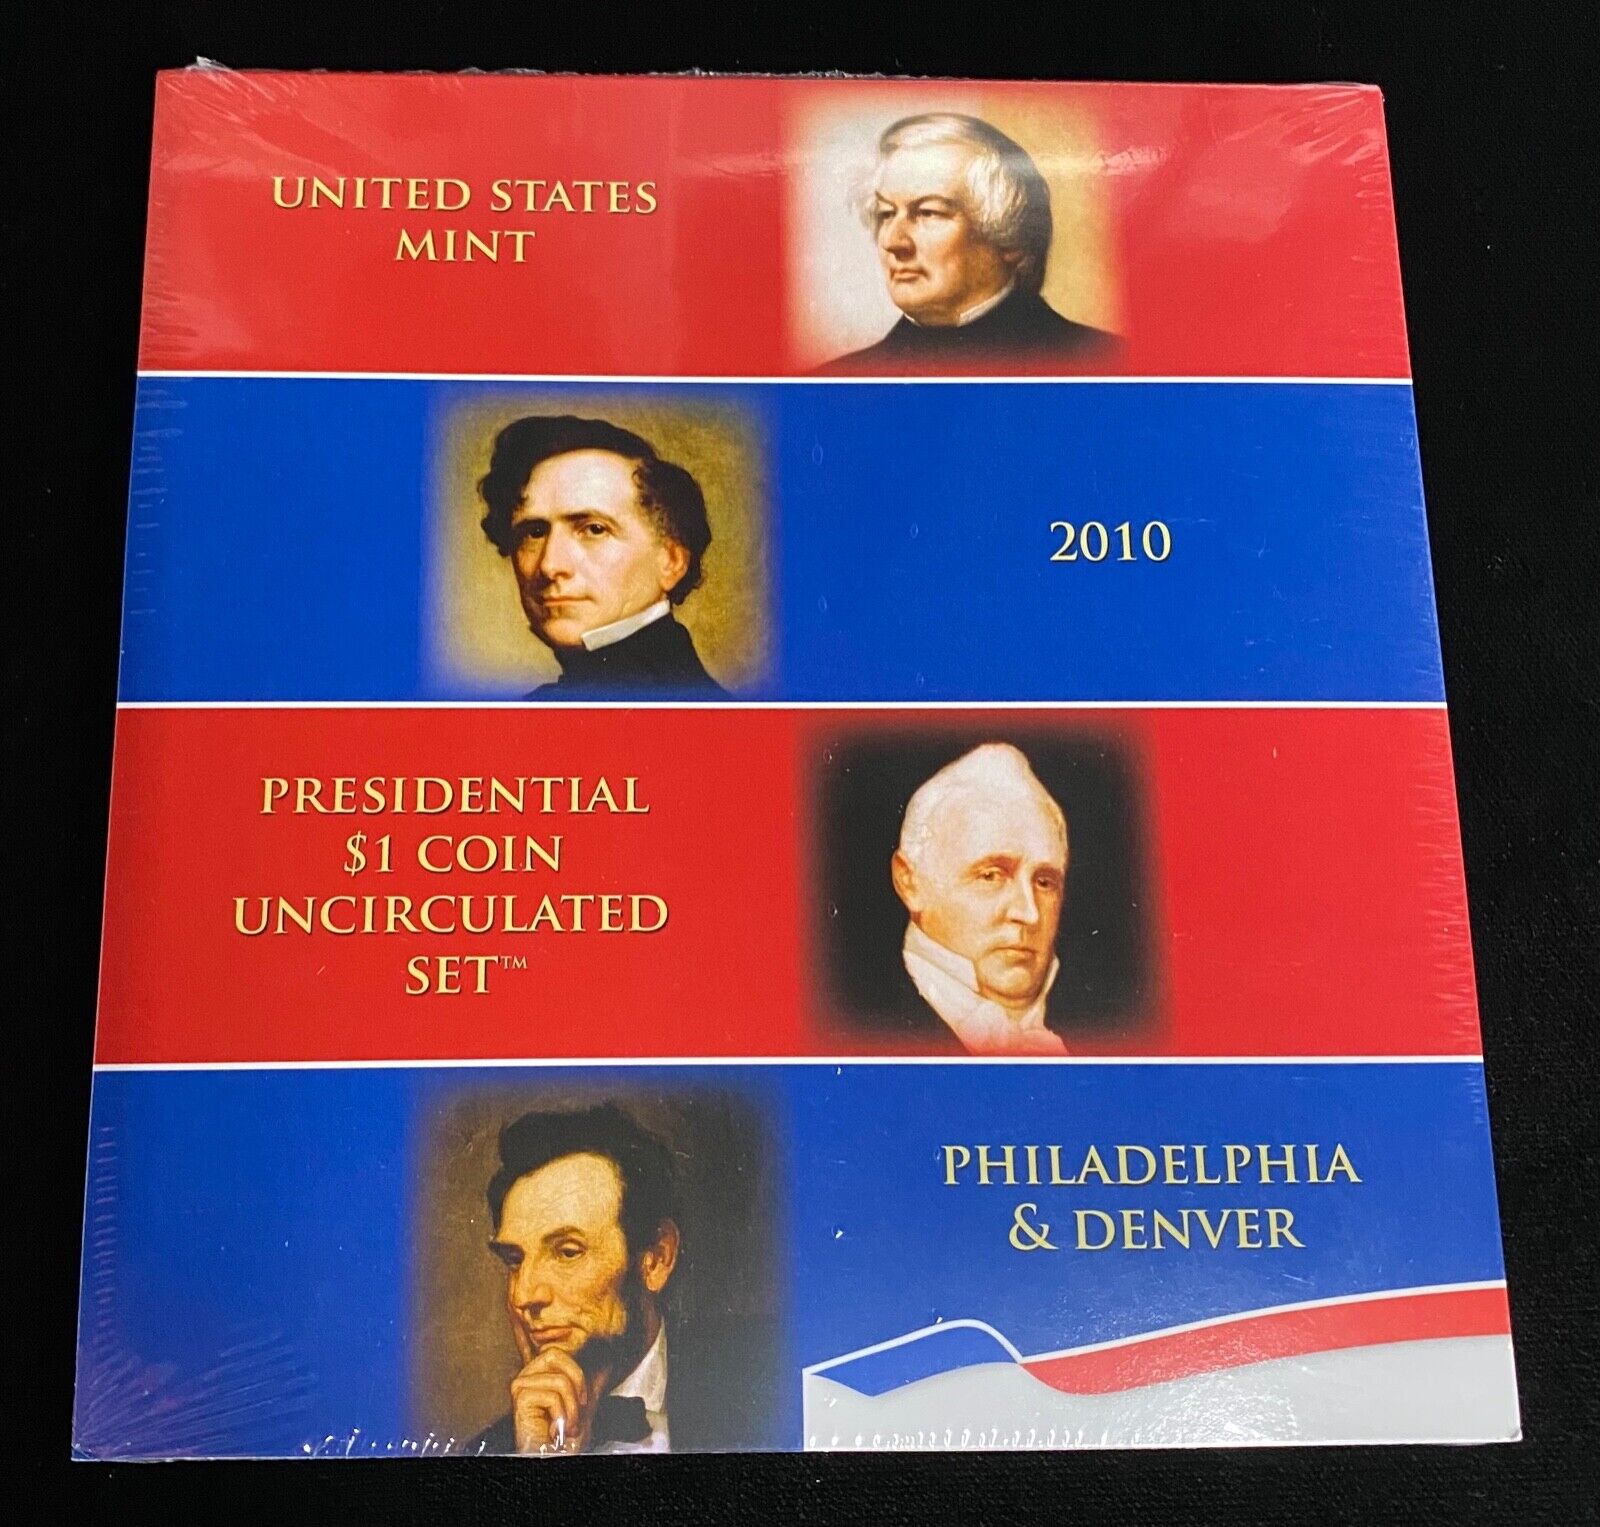 UNITED STATES
MINT
2010
PRESIDENTIAL
$1 COIN
UNCIRCULATED
SET™
PHILADELPHIA
& DENVER